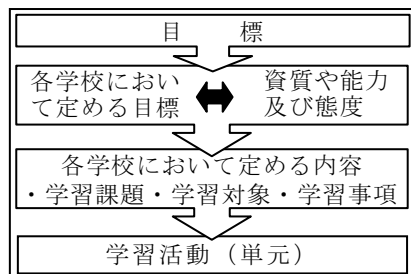 目　標
各学校におい
て定める目標
資質や能力
及び態度
各学校において定める内容
・学習課題・学習対象・学習事項
学習活動（単元）